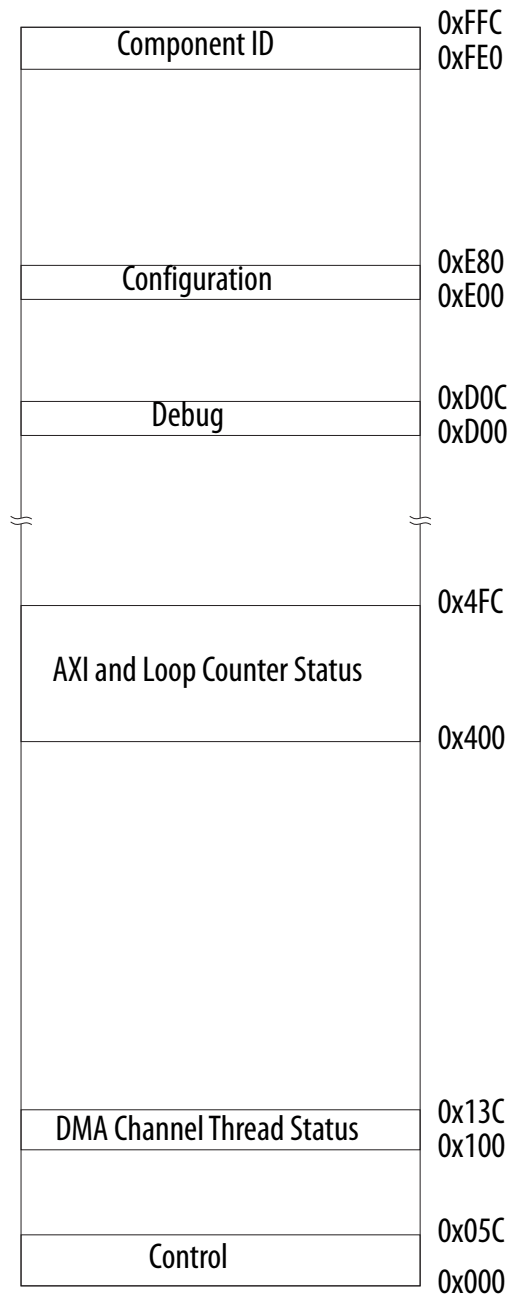 0xFFC
Component ID
0xFE0
0xE80
Configuration
0xE00
0xD0C
Debug
0xD00
0x4FC
AXI and Loop Counter Status
0x400
0x13C
DMA Channel Thread Status
0x100
0x05C
Control
0x000